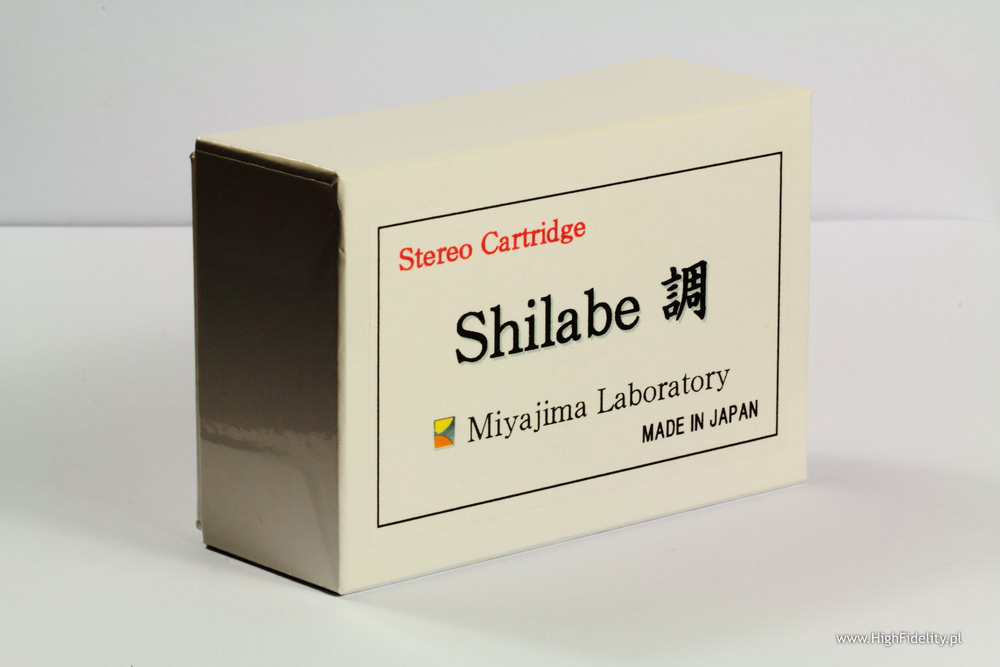 Stereo Cartridge
Shilabe 調
Miyajima Laboratory
MADE IN JAPAN
www.HighFidelity.pl